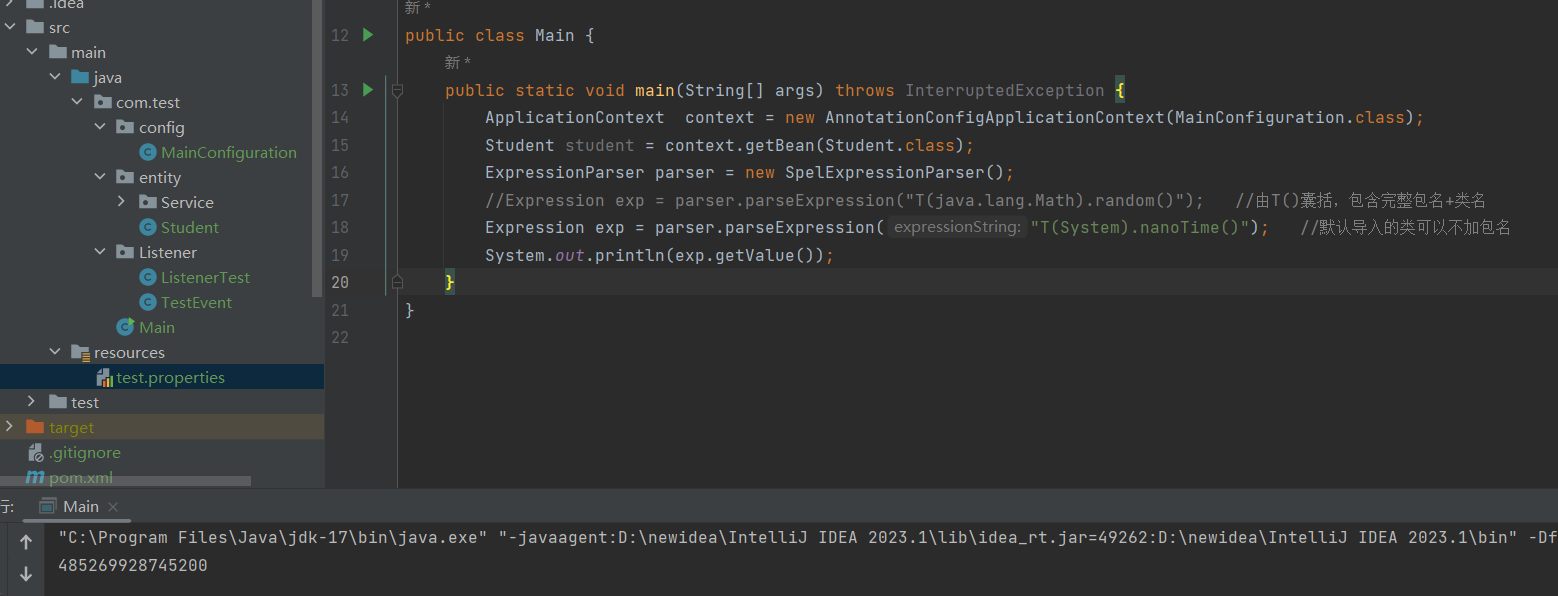 .idea
src
main
java
com.test
config
MainConfiguration
entity
Service
Student
Listener
ListenerTest
TestEvent
Main
resources
test.properties
test
target
.gitignore
pom.xml
新 *
12 public class Main {
新 *
13 public static void main(String[] args) throws InterruptedException {
14 ApplicationContext  context = new AnnotationConfigApplicationContext(MainConfiguration.class);
15 Student student = context.getBean(Student.class);
16 ExpressionParser parser = new SpelExpressionParser();
17 //Expression exp = parser.parseExpression("T(java.lang.Math).random()");   //由T()囊括，包含完整包名+类名
18 Expression exp = parser.parseExpression( expressionString: "T(System).nanoTime()");   //默认导入的类可以不加包名
19 System.out.println(exp.getValue());
20 }
21 }
22
行: Main ×
"C:\Program Files\Java\jdk-17\bin\java.exe" "-javaagent:D:\newidea\IntelliJ IDEA 2023.1\lib\idea_rt.jar=49262:D:\newidea\IntelliJ IDEA 2023.1\bin" -Df
485269928745200